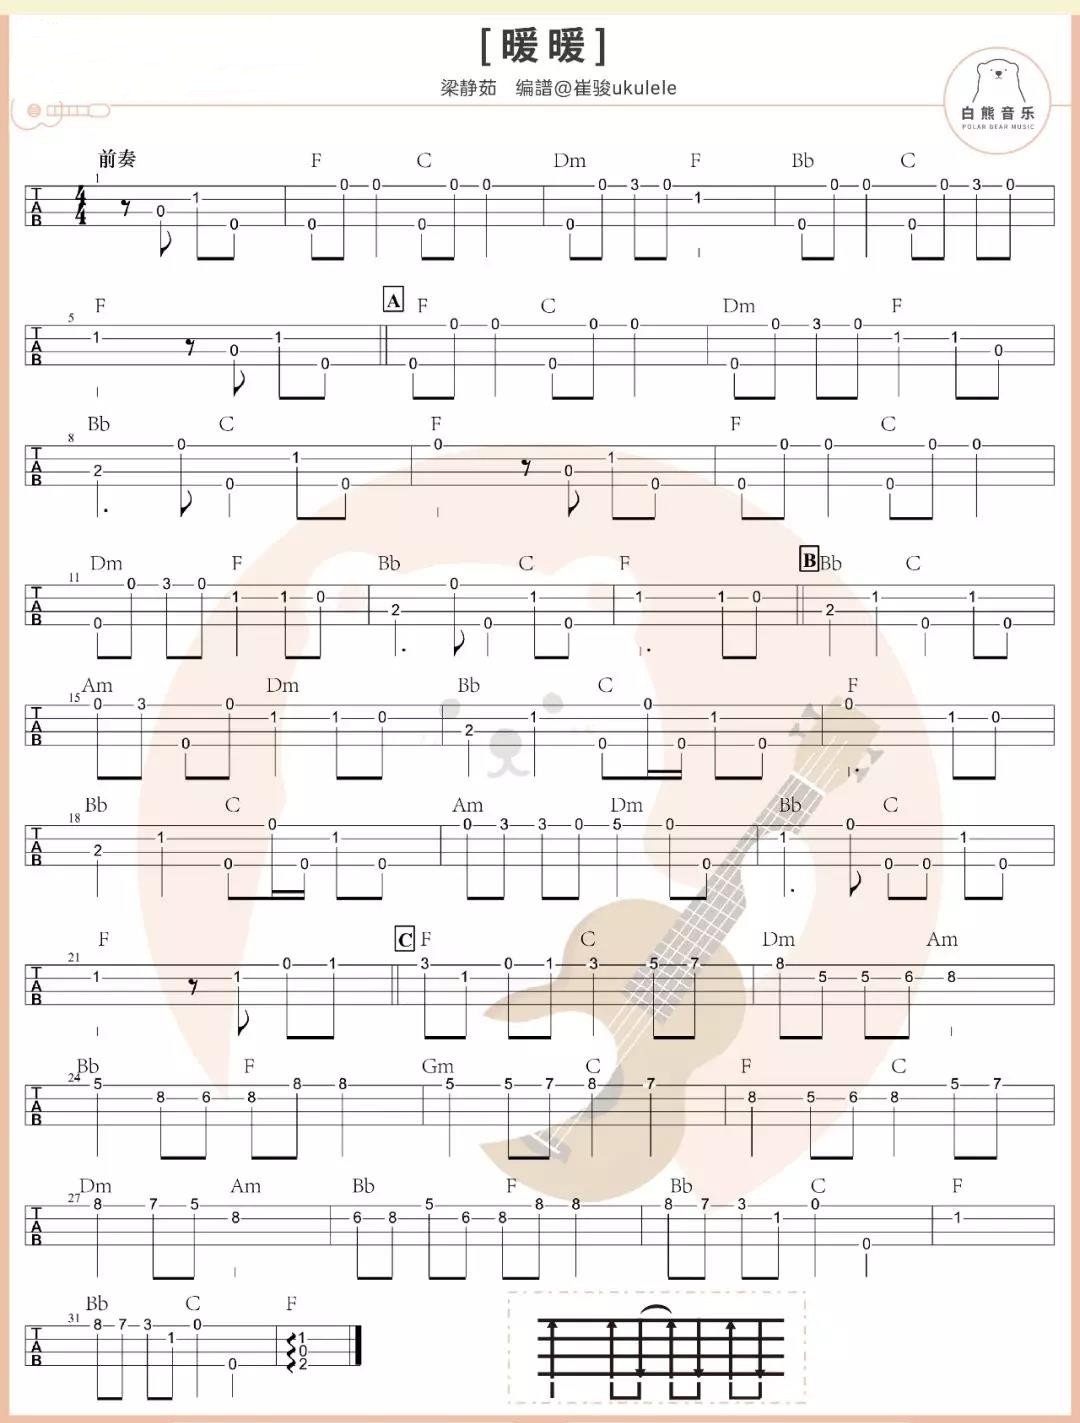 [ 暖 暖 ]
梁静茹 编譜@崔骏ukulele
白熊音乐
POLAR BEAR MUSIC
前奏 F C Dm F Bb C
1
T A B 4 4 0 1 0 0 0 0 0 0 0 0 0 3 0 1 0 0 0 0 0 3 0
F A F C Dm F
5
T A B 1 0 1 0 0 0 0 0 0 0 0 0 3 0 1 1 0
Bb C F F C
8
T A B 2 0 0 1 0 0 0 1 0 0 0 0 0 0 0
Dm F Bb C F B Bb C
11
T A B 0 0 3 0 1 1 0 2 0 0 1 0 1 1 0 2 1 0 1 0
Am Dm Bb C F
15
T A B 0 3 0 0 1 1 0 2 1 0 0 0 1 0 0 1 0
Bb C Am Dm Bb C
18
T A B 2 1 0 0 0 1 0 0 3 3 0 5 0 0 1 0 0 0 1 0
F C F C Dm Am
21
T A B 1 1 0 1 3 1 0 1 3 5 7 8 5 5 6 8
Bb F Gm C F C
24
T A B 5 8 6 8 8 8 5 5 7 8 7 8 5 6 8 5 7
Dm Am Bb F Bb C F
27
T A B 8 7 5 8 6 8 5 6 8 8 8 8 7 3 1 0 0 1
Bb C F
31
T A B 8 7 3 1 0 0 1 0 2